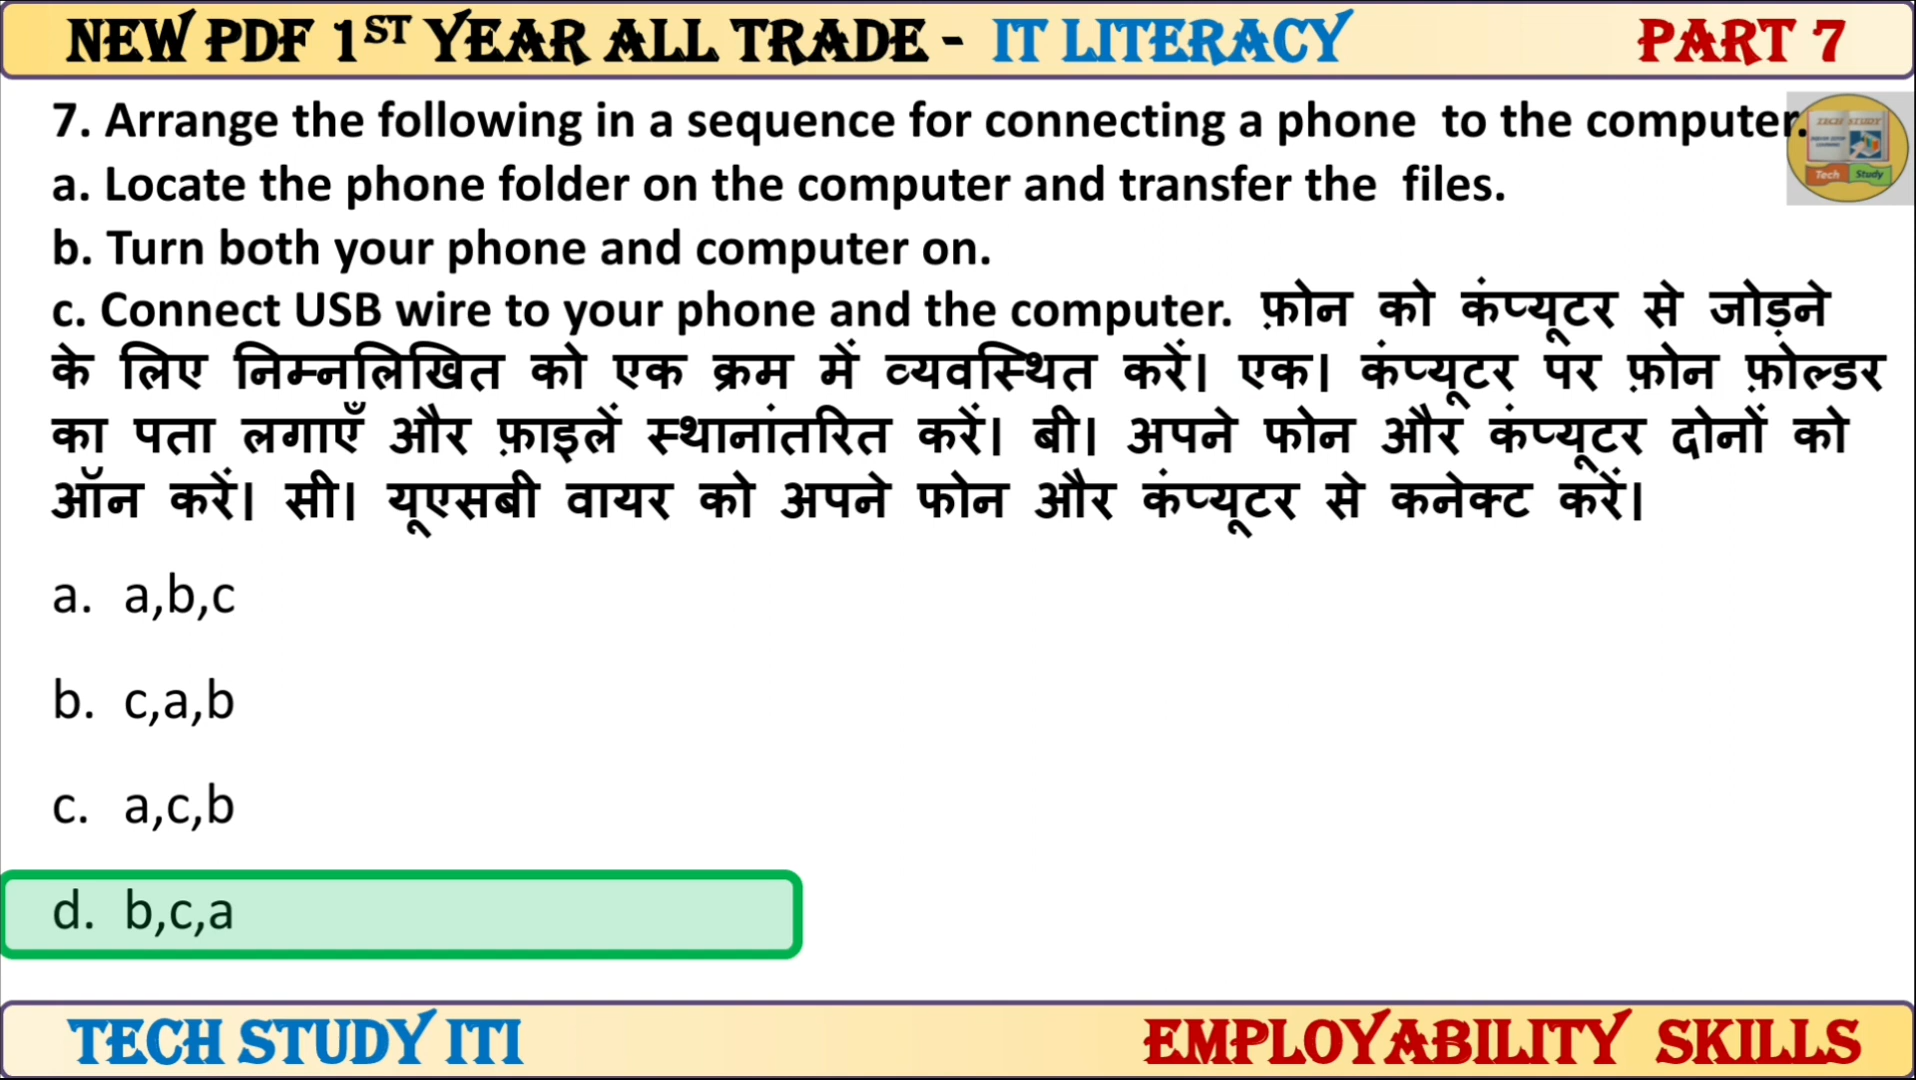 NEW PDF 1ST YEAR ALL TRADE - IT LITERACY PART 7
7. Arrange the following in a sequence for connecting a phone to the computer.
TECH STUDY
Tech Study
a. Locate the phone folder on the computer and transfer the files.
b. Turn both your phone and computer on.
c. Connect USB wire to your phone and the computer. फ़ोन को कंप्यूटर से जोड़ने
के लिए निम्नलिखित को एक क्रम में व्यवस्थित करें। एक। कंप्यूटर पर फ़ोन फ़ोल्डर
का पता लगाएँ और फ़ाइलें स्थानांतरित करें। बी। अपने फोन और कंप्यूटर दोनों को
ऑन करें। सी। यूएसबी वायर को अपने फोन और कंप्यूटर से कनेक्ट करें।
a. a,b,c
b. c,a,b
c. a,c,b
d. b,c,a
TECH STUDY ITI EMPLOYABILITY SKILLS